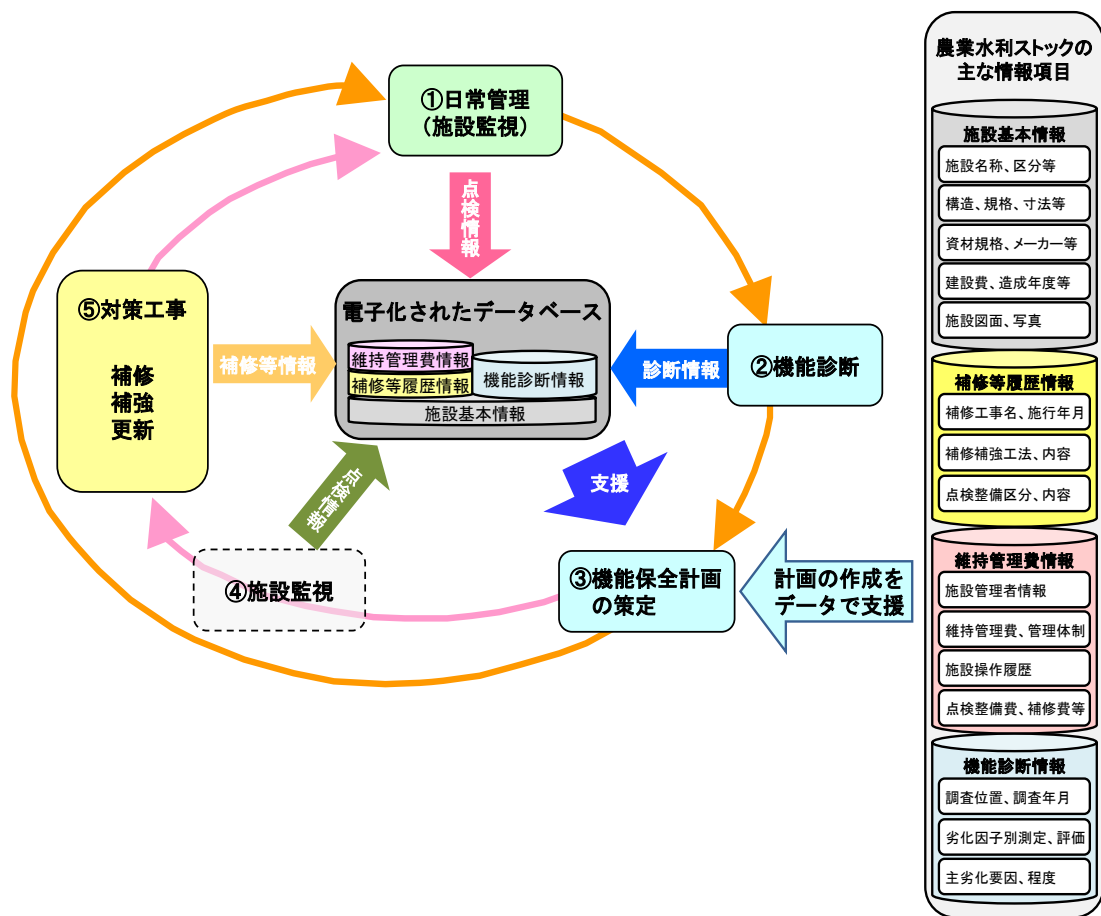 ①日常管理
（施設監視）
点検情報
⑤対策工事
補修
補強
更新
補修等情報
電子化されたデータベース
維持管理費情報
補修等履歴情報
機能診断情報
施設基本情報
診断情報
②機能診断
点検情報
支援
④施設監視
③機能保全計画
の策定
計画の作成を
データで支援
農業水利ストックの
主な情報項目
施設基本情報
施設名称、区分等
構造、規格、寸法等
資材規格、メーカー等
建設費、造成年度等
施設図面、写真
補修等履歴情報
補修工事名、施行年月
補修補強工法、内容
点検整備区分、内容
維持管理費情報
施設管理者情報
維持管理費、管理体制
施設操作履歴
点検整備費、補修費等
機能診断情報
調査位置、調査年月
劣化因子別測定、評価
主劣化要因、程度